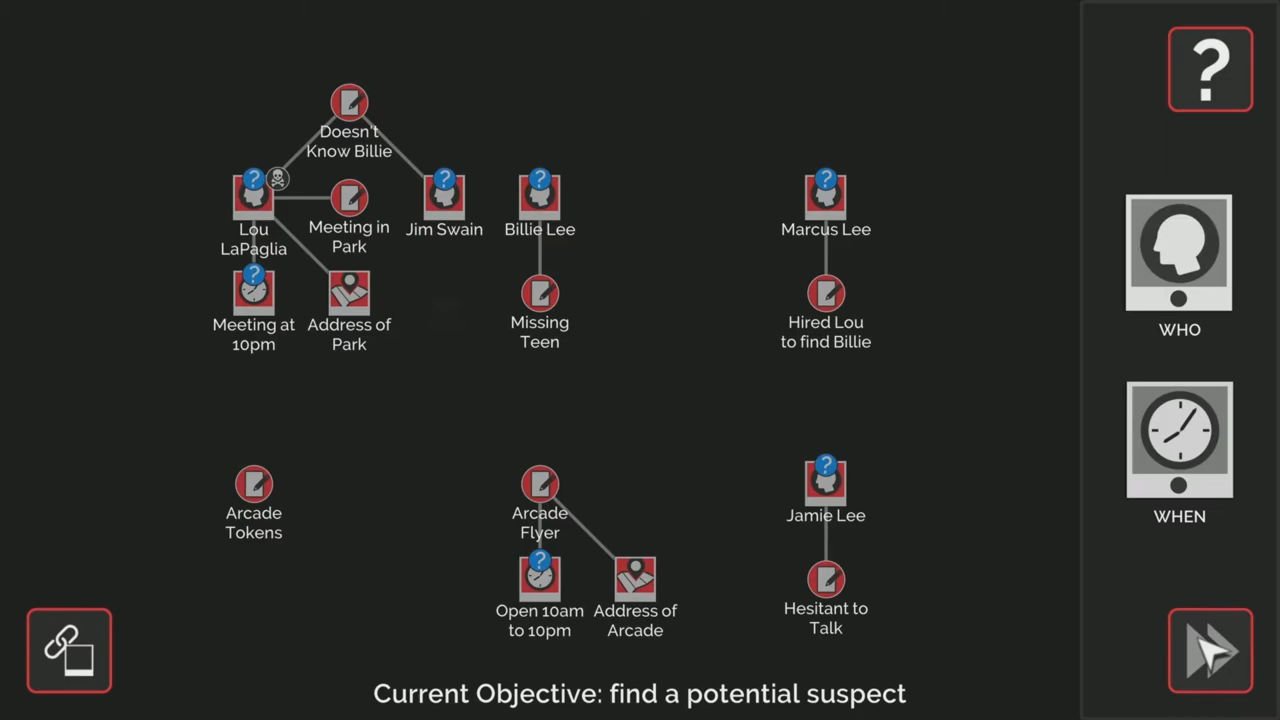 Doesn't
Know Billie
Lou
LaPaglia
Meeting in
Park
Jim Swain
Billie Lee
Marcus Lee
Meeting at
10pm
Address of
Park
Missing
Teen
Hired Lou
to find Billie
Arcade
Tokens
Arcade
Flyer
Jamie Lee
Open 10am
to 10pm
Address of
Arcade
Hesitant to
Talk
?
WHO
WHEN
Current Objective: find a potential suspect